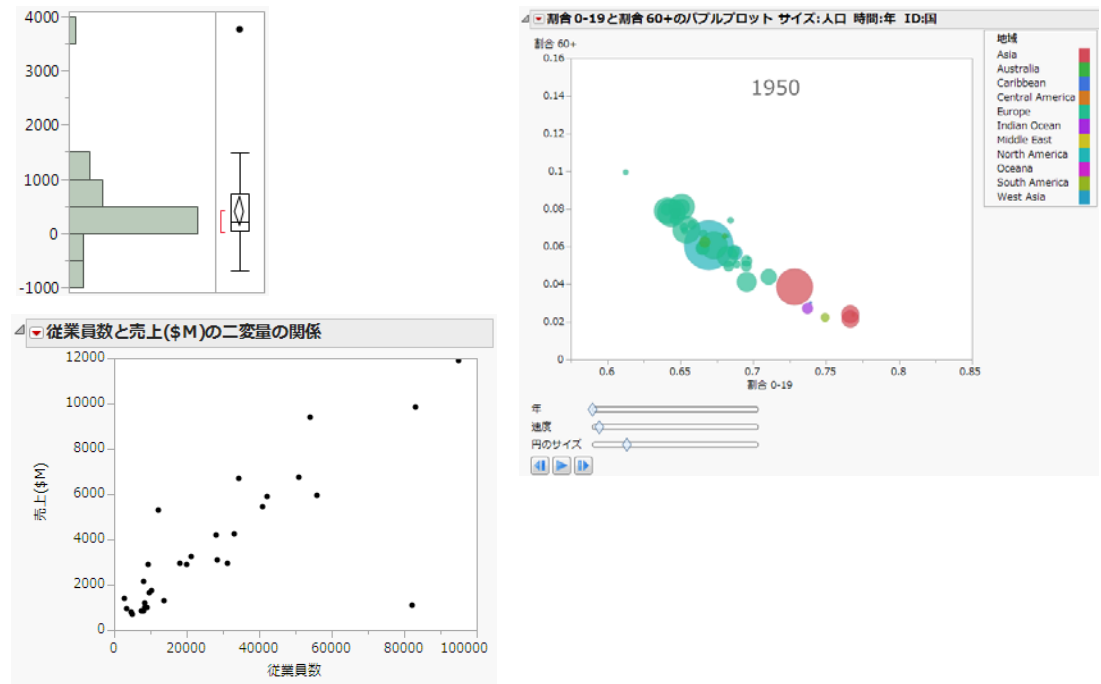 4000
3000
2000
1000
0
-1000
従業員数と売上($M)の二変量の関係
12000
10000
8000
6000
4000
2000
0
売上($M)
0 20000 40000 60000 80000 100000
従業員数
割合 0-19と割合 60+のバブルプロット サイズ:人口 時間:年 ID:国
割合 60+
0.16
0.14
0.12
0.1
0.08
0.06
0.04
0.02
0
1950
0.6 0.65 0.7 0.75 0.8 0.85
割合 0-19
年
速度
円のサイズ
地域
Asia
Australia
Caribbean
Central America
Europe
Indian Ocean
Middle East
North America
Oceana
South America
West Asia